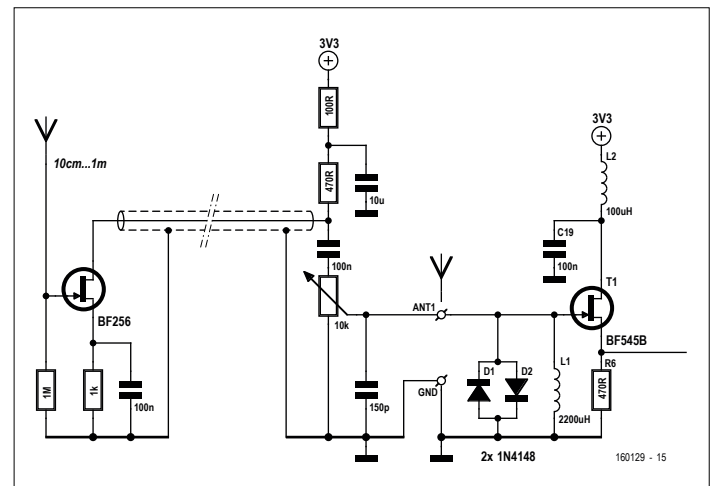 3V3
100R
3V3
10cm...1m
L2
470R
10u
100uH
C19
100n
100n
T1
ANT1
BF256
10k
BF545B
D1
D2
L1
R6
GND
1M
1k
100n
150p
470R
2200uH
2x 1N4148
160129 - 15